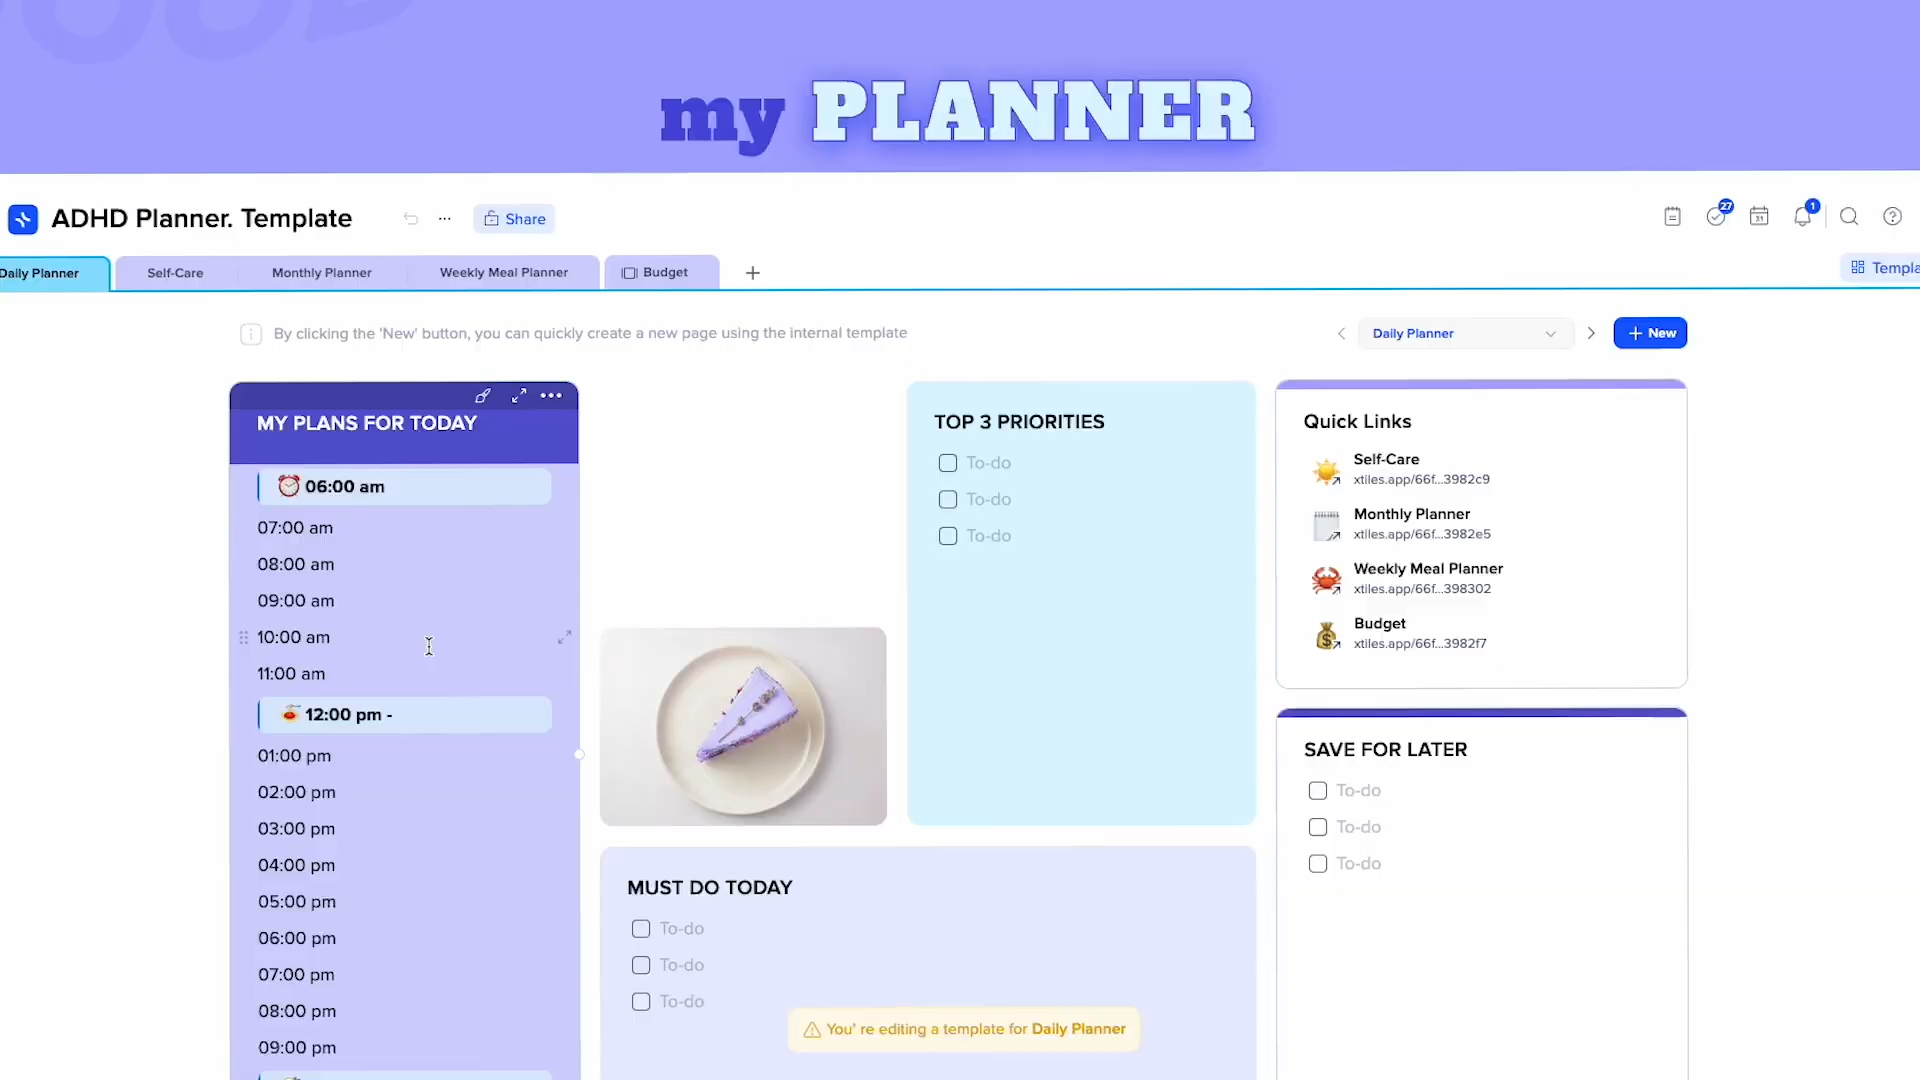 my PLANNER
ADHD Planner. Template
...
Share
27
31
1
Daily Planner
Self-Care
Monthly Planner
Weekly Meal Planner
Budget
By clicking the 'New' button, you can quickly create a new page using the internal template
Daily Planner
New
MY PLANS FOR TODAY
06:00 am
07:00 am
08:00 am
09:00 am
10:00 am
11:00 am
12:00 pm -
01:00 pm
02:00 pm
03:00 pm
04:00 pm
05:00 pm
06:00 pm
07:00 pm
08:00 pm
09:00 pm
TOP 3 PRIORITIES
To-do
To-do
To-do
MUST DO TODAY
To-do
To-do
To-do
You' re editing a template for Daily Planner
Quick Links
Self-Care
xtiles.app/66f...3982c9
Monthly Planner
xtiles.app/66f...3982e5
Weekly Meal Planner
xtiles.app/66f...398302
Budget
xtiles.app/66f...3982f7
SAVE FOR LATER
To-do
To-do
To-do